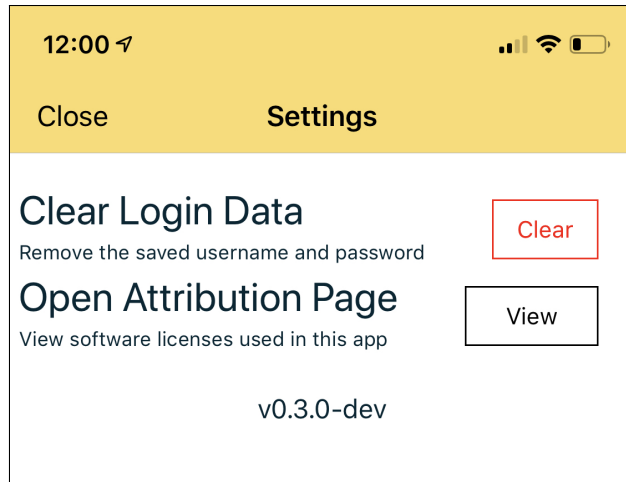 12:00
Close Settings
Clear Login Data
Clear
Remove the saved username and password
Open Attribution Page
View
View software licenses used in this app
v0.3.0-dev